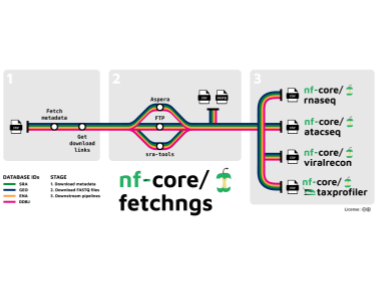 1
2
3
Fetch
metadata
Get
download
links
Aspera
FTP
sra-tools
nf-core/
rnaseq
nf-core/
atacseq
nf-core/
viralrecon
nf-core/
taxprofiler
DATABASE IDs
SRA
GEO
ENA
DDBJ
STAGE
1. Download metadata
2. Download FASTQ files
3. Downstream pipelines
nf-core/
fetchngs
License: